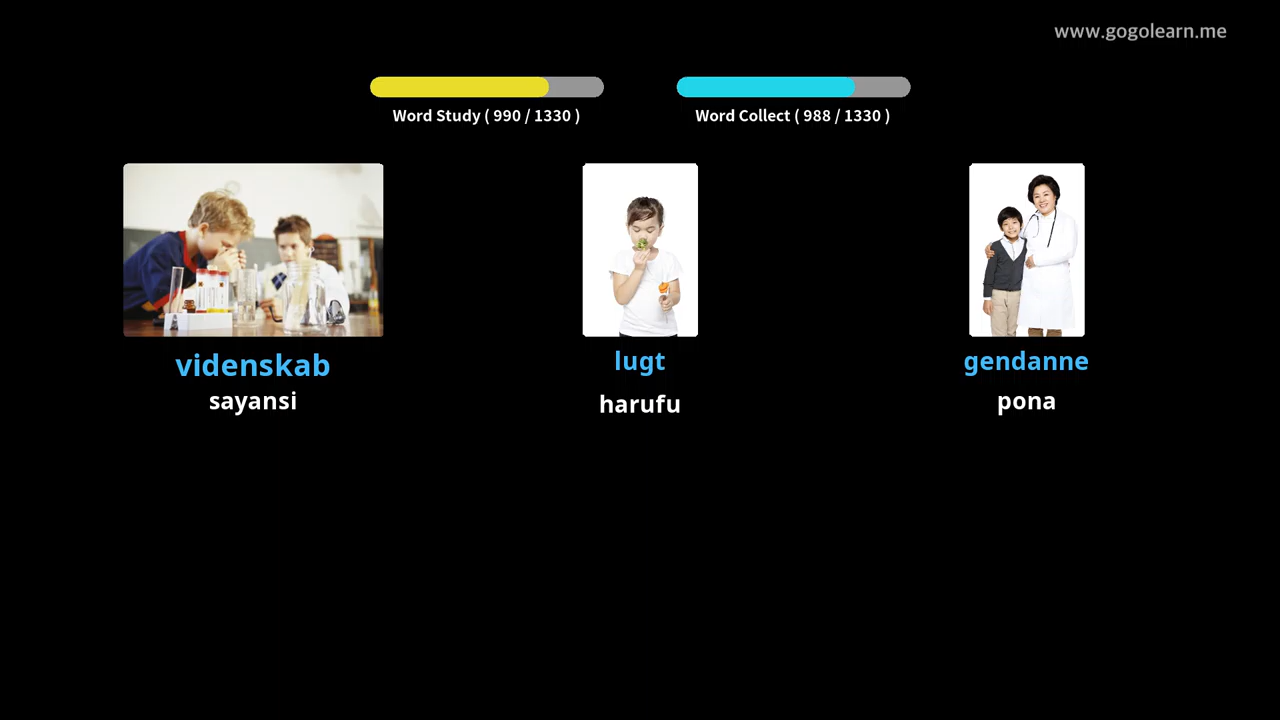 www.gogolearn.me
Word Study ( 990 / 1330 )
Word Collect ( 988 / 1330 )
videnskab
sayansi
lugt
harufu
gendanne
pona